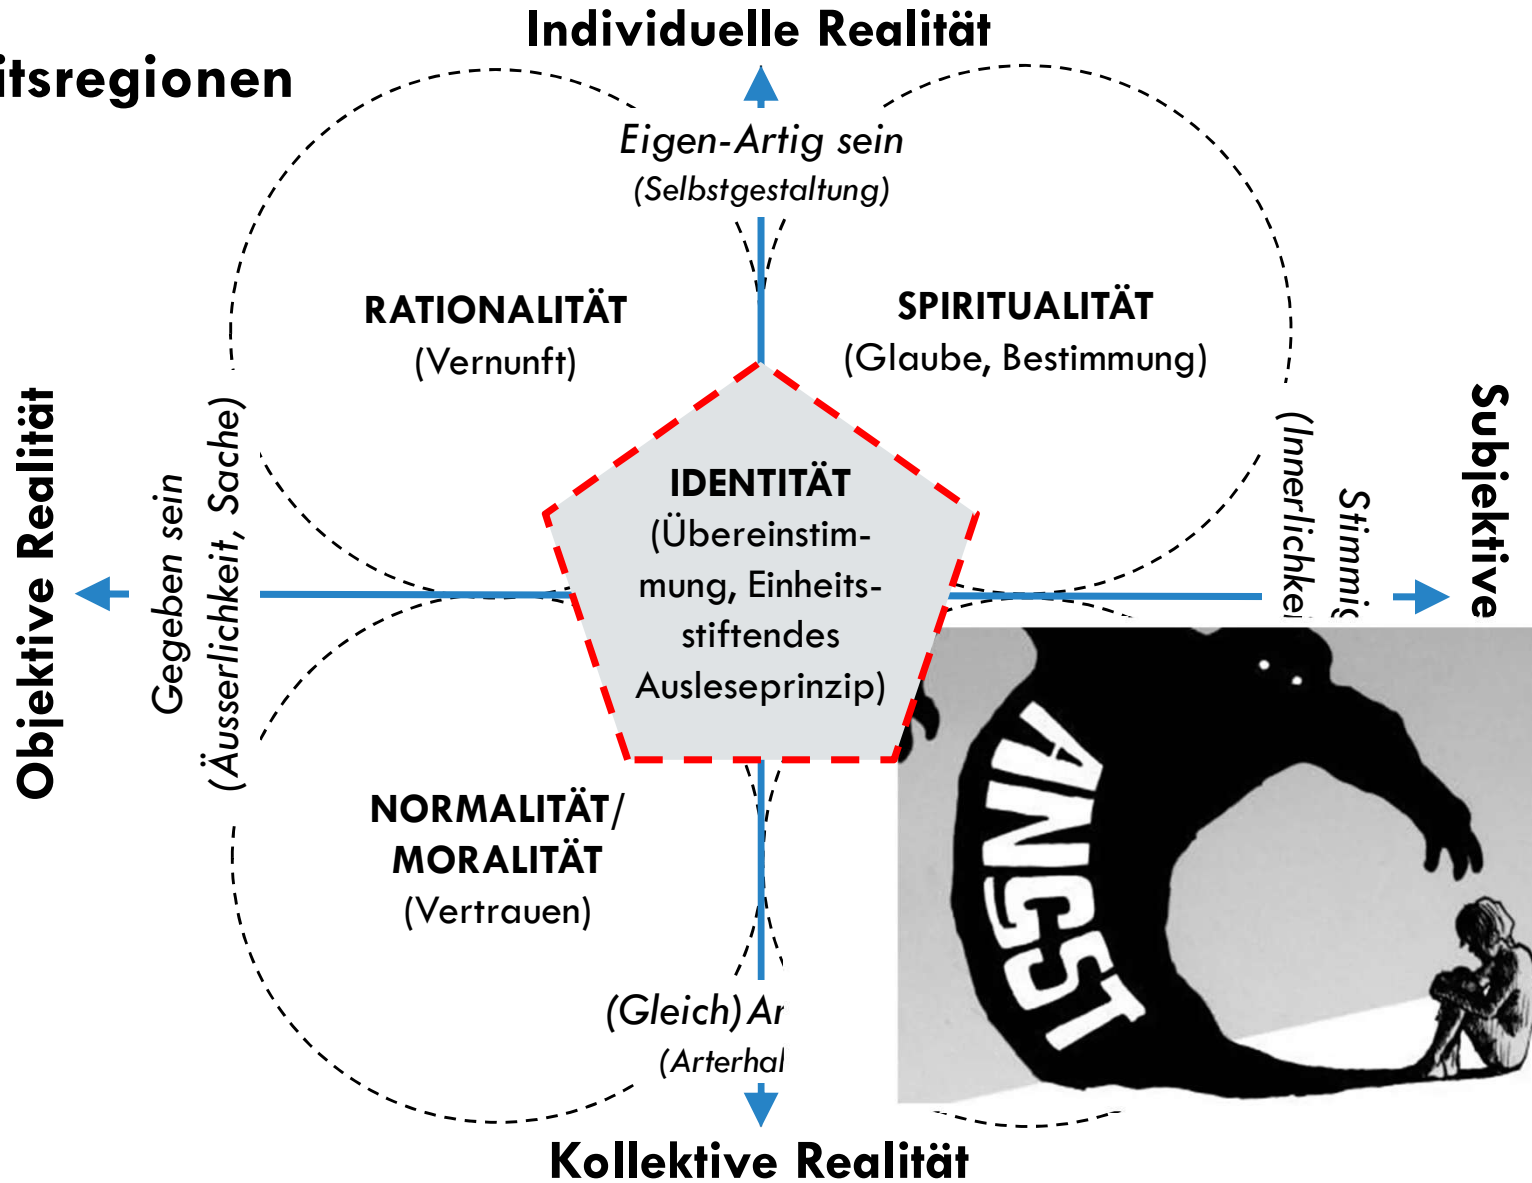 Individuelle Realität
itsregionen
Eigen-Artig sein
(Selbstgestaltung)
RATIONALITÄT
(Vernunft)
SPIRITUALITÄT
(Glaube, Bestimmung)
Objektive Realität
Gegeben sein
(Äusserlichkeit, Sache)
IDENTITÄT
(Übereinstim-
mung, Einheits-
stiftendes
Ausleseprinzip)
(Innerlichkei
Stimmig
Subjektive
ANGST
NORMALITÄT/
MORALITÄT
(Vertrauen)
(Gleich) Ar
(Arterhal
Kollektive Realität